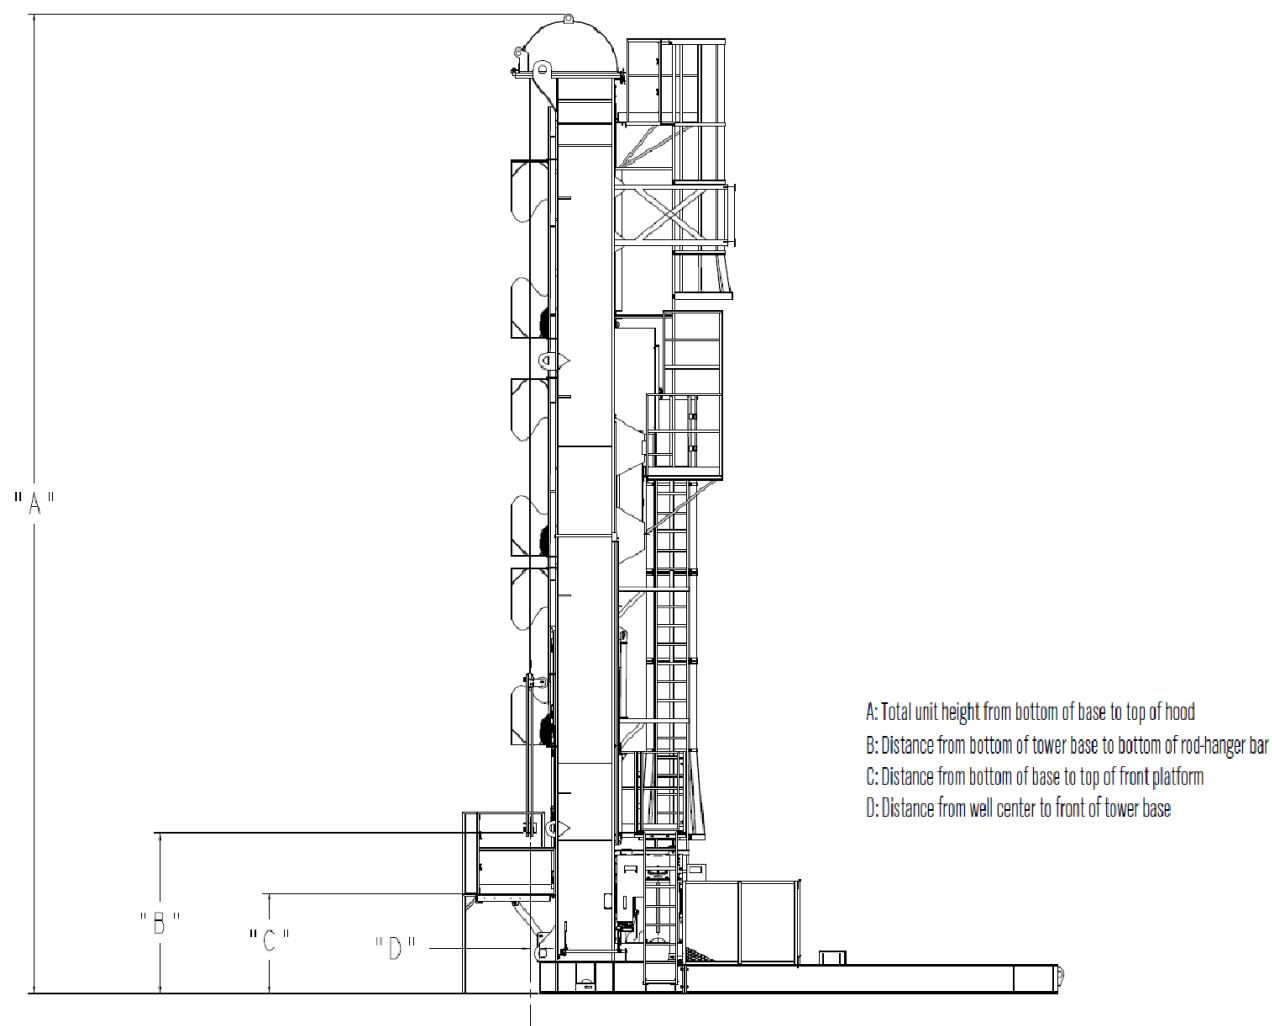 "A"
A: Total unit height from bottom of base to top of hood
B: Distance from bottom of tower base to bottom of rod-hanger bar
C: Distance from bottom of base to top of front platform
D: Distance from well center to front of tower base
"B"
"C"
"D"